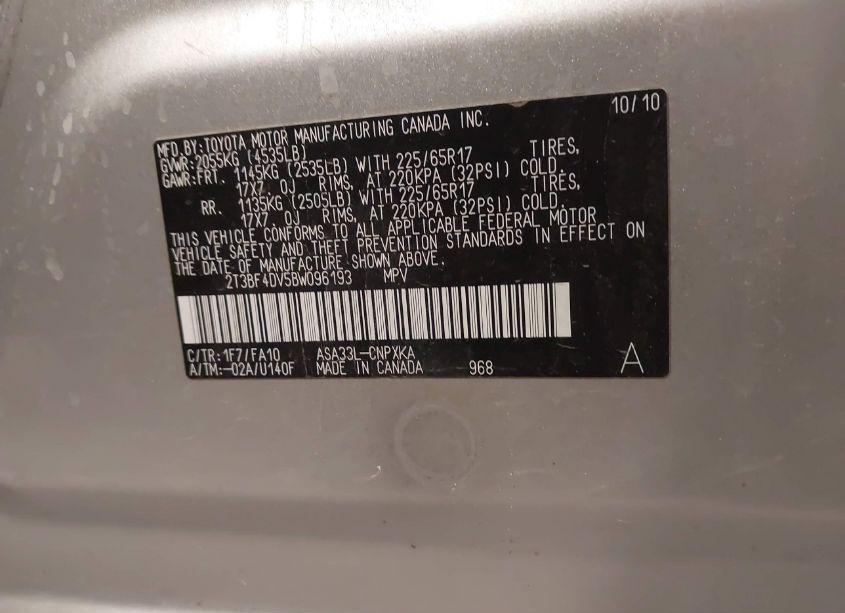 10/10
MFD.BY:TOYOTA MOTOR MANUFACTURING CANADA INC.
GVWR:2055KG (4535LB)
GAWR:FRT. 1145KG (2535LB) WITH 225/65R17 TIRES,
17X7.0J RIMS, AT 220KPA (32PSI) COLD.
RR. 1135KG (2505LB) WITH 225/65R17 TIRES,
17X7.0J RIMS, AT 220KPA (32PSI) COLD.
THIS VEHICLE CONFORMS TO ALL APPLICABLE FEDERAL MOTOR
VEHICLE SAFETY AND THEFT PREVENTION STANDARDS IN EFFECT ON
THE DATE OF MANUFACTURE SHOWN ABOVE.
2T3BF4DV5BW096193 MPV
C/TR:1F7/FA10 ASA33L-CNPXKA
A/TM:-02A/U140F MADE IN CANADA 968 A